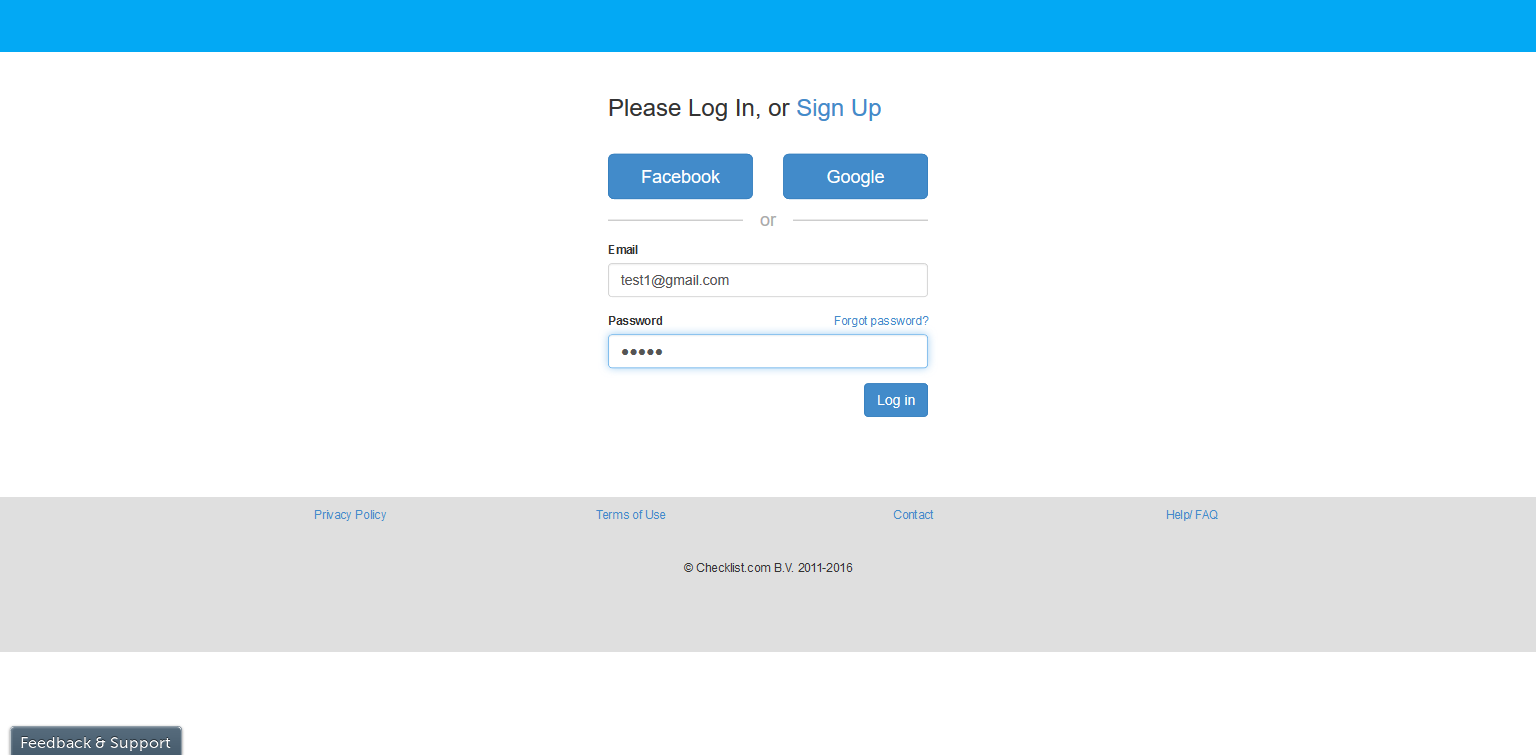 Please Log In, or Sign Up
Facebook Google
or
Email
test1@gmail.com
Password Forgot password?
●●●●●
Log in
Privacy Policy Terms of Use Contact Help/ FAQ
© Checklist.com B.V. 2011-2016
Feedback & Support